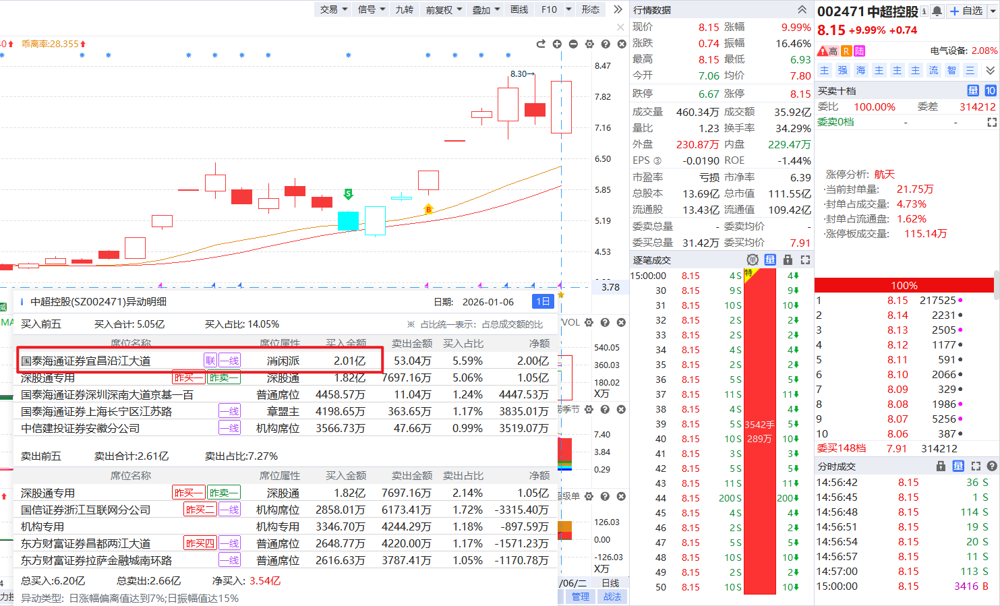 交易 信号 九转 前复权 叠加 画线 F10 形态
40 乖离率:28.355
8.30→
8.47
7.82
7.16
6.50
5.85
5.19
4.53
3.78
S
B
减
MA
VOL
中超控股(SZ002471)异动明细 日期: 2026-01-06 1日
买入前五 买入合计: 5.05亿 买入占比: 14.05% ※ 占比统一表示: 占总成交额的比
席位名称 席位属性 买入金额 卖出金额 买入占比 净额
国泰海通证券宜昌沿江大道 联 一线 消闲派 2.01亿 53.04万 5.59% 2.00亿
深股通专用 昨买一 昨卖一 深股通 1.82亿 7697.16万 5.06% 1.05亿
国泰海通证券深圳深南大道京基一百 普通席位 4458.57万 11.04万 1.24% 4447.53万
国泰海通证券上海长宁区江苏路 一线 章盟主 4198.65万 363.65万 1.17% 3835.01万
中信建投证券安徽分公司 一线 机构席位 3566.73万 47.66万 0.99% 3519.07万
卖出前五 卖出合计:2.61亿 卖出占比:7.27%
席位名称 席位属性 买入金额 卖出金额 卖出占比 净额
深股通专用 昨买一 昨卖一 深股通 1.82亿 7697.16万 2.14% 1.05亿
国信证券浙江互联网分公司 昨买二 一线 机构席位 2858.01万 6173.41万 1.72% -3315.40万
机构专用 机构专用 3346.70万 4244.29万 1.18% -897.59万
东方财富证券昌都两江大道 昨买四 一线 普通席位 2648.77万 4220.00万 1.17% -1571.23万
东方财富证券拉萨金融城南环路 一线 普通席位 2616.63万 3787.41万 1.05% -1170.78万
总买入:6.20亿 总卖出:2.66亿 净买入: 3.54亿
异动类型: 日涨幅偏离值达到7%;日振幅值达15%
540.05
360.03
180.02
X万
季节
7.40
3.84
0.29
级单
126.03
0.00
-126.03
X万
/06/二 日线
管理 战法
行情数据
现价 8.15 涨幅 9.99%
涨跌 0.74 振幅 16.46%
最高 8.15 最低 6.93
今开 7.06 均价 7.80
跌停 6.67 涨停 8.15
成交量 460.34万 成交额 35.92亿
量比 1.23 换手率 34.29%
外盘 230.87万 内盘 229.47万
EPS ③ -0.0190 ROE -1.44%
市盈率 亏损 市净率 6.39
总股本 13.69亿 总市值 111.55亿
流通股 13.43亿 流通值 109.42亿
委卖总量 - 委卖均价 -
委买总量 31.42万 委买均价 7.91
逐笔成交 单 量
特
15:00:00 8.15 4S 4
30 8.15 9S 9
31 8.15 10S 10
32 8.15 2S 2
33 8.15 2S 2
34 8.15 4S 4
35 8.15 2S 2
36 8.15 5S 5
37 8.15 11S 11
38 8.15 4S 4
39 8.15 5S 3542手 5
40 8.15 10S 289万 10
41 8.15 3S 3
42 8.15 5S 5
43 8.15 11S 11
44 8.15 200S 200
45 8.15 4S 4
46 8.15 2S 2
47 8.15 5S 5
48 8.15 10S 10
49 8.15 2S 2
50 8.15 10S 10
002471 中超控股 自选
8.15 +9.99% +0.74
高 R 陆 电气设备: 2.08%
主 强 海 主 主 主 流 智 三
买卖十档 量 10
委比 100.00% 委差 314212
委卖0档 - -
涨停分析: 航天
·当前封单量: 21.75万
·封单占成交量: 4.73%
·封单占流通盘: 1.62%
·涨停板成交量: 115.14万
100%
1 8.15 217525
2 8.14 2231
3 8.13 2505
4 8.12 1177
5 8.11 591
6 8.10 2066
7 8.09 329
8 8.08 1986
9 8.07 5256
10 8.06 387
委买148档 7.91 314212
分时成交 量
14:56:42 8.15 36 S
14:56:45 8.15 1 S
14:56:48 8.15 114 S
14:56:51 8.15 19 S
14:56:54 8.15 20 S
14:56:57 8.15 11 S
14:57:00 8.15 113 S
15:00:00 8.15 3416 B